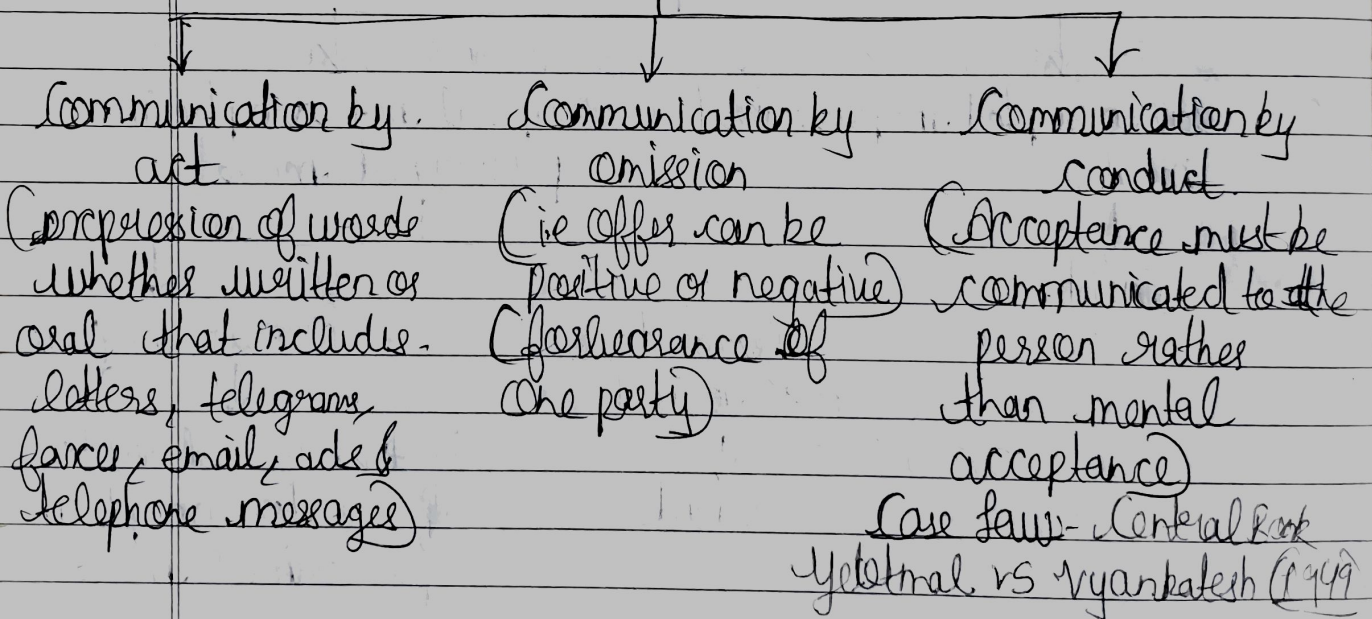 Communication by
act
(expression of words
whether written or
oral that includes
letters, telegrams,
faxes, email, ads &
telephone messages)
Communication by
omission
(i.e offer can be
positive or negative)
(forbearance of
one party)
Communication by
conduct.
(Acceptance must be
communicated to the
person rather
than mental
acceptance)
Case law:- Central Bank
Yeotmal vs Vyankatesh (1949